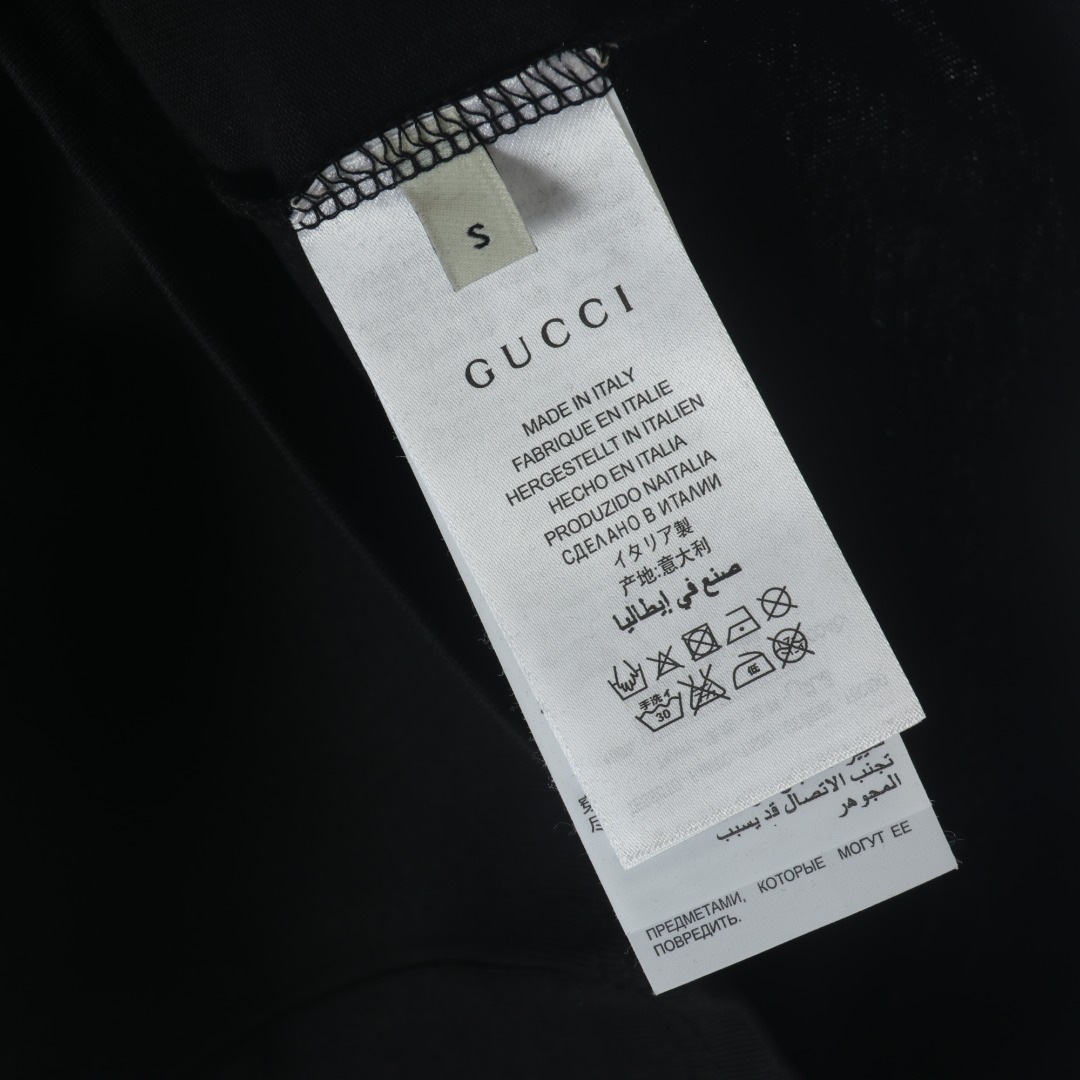 S
GUCCI
MADE IN ITALY
FABRIQUE EN ITALIE
HERGESTELLT IN ITALIEN
HECHO EN ITALIA
PRODUZIDO NAITALIA
СДЕЛАНО В ИТАЛИИ
イタリア製
产地:意大利
صنع في إيطاليا
手洗イ
30
低
تجنب الاتصال قد يسبب
المجوهر
ПРЕДМЕТАМИ, КОТОРЫЕ МОГУТ ЕЕ
ПОВРЕДИТЬ.